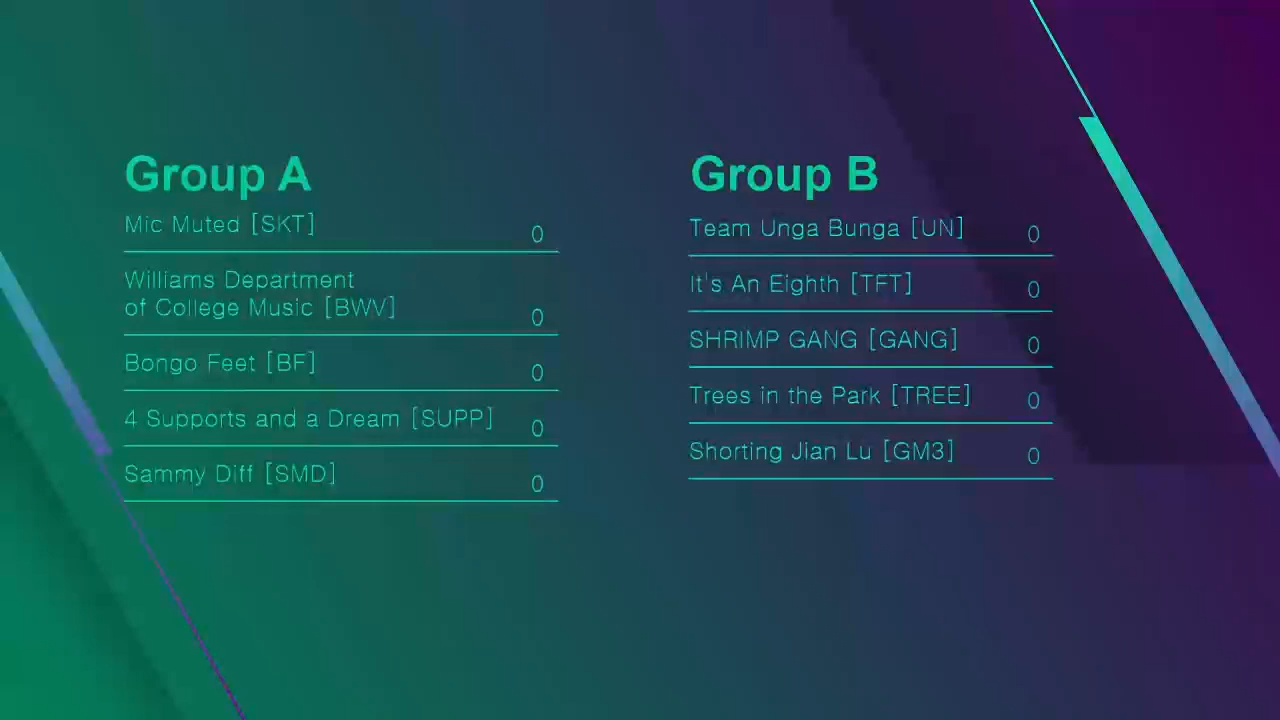 Group A
Mic Muted [SKT] 0
Williams Department
of College Music [BWV] 0
Bongo Feet [BF] 0
4 Supports and a Dream [SUPP] 0
Sammy Diff [SMD] 0
Group B
Team Unga Bunga [UN] 0
It's An Eighth [TFT] 0
SHRIMP GANG [GANG] 0
Trees in the Park [TREE] 0
Shorting Jian Lu [GM3] 0